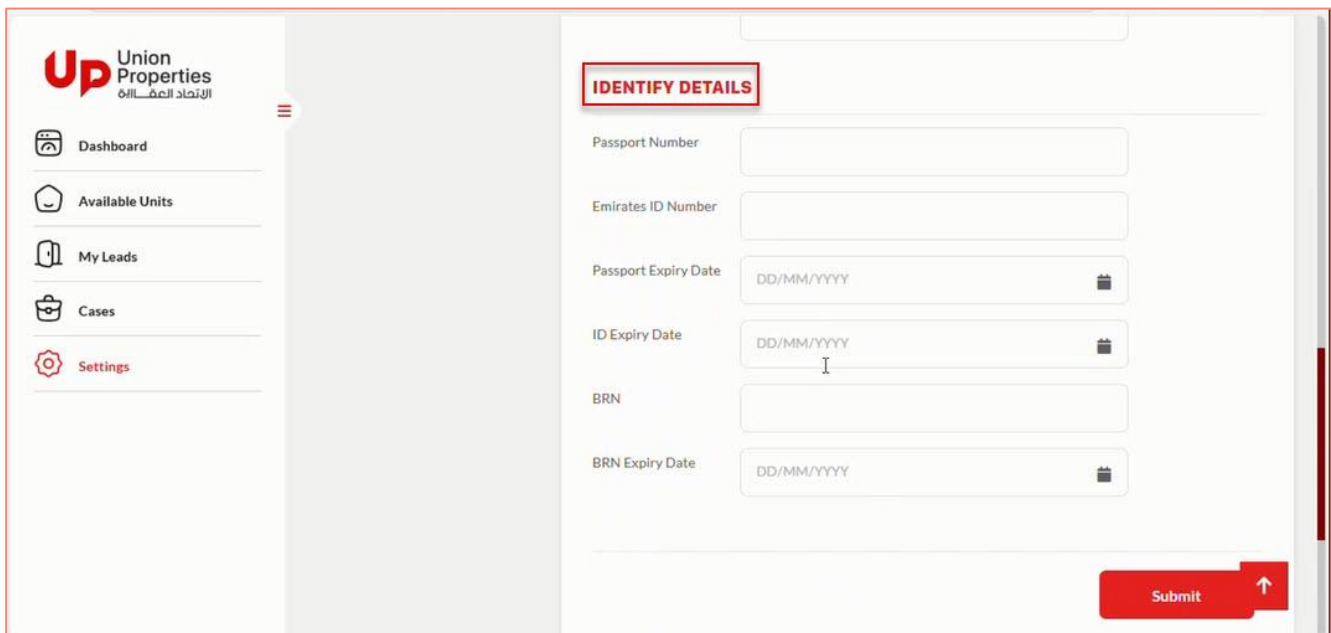 Union
Properties
الإتحاد العقـــارية
Dashboard
Available Units
My Leads
Cases
Settings
IDENTIFY DETAILS
Passport Number
Emirates ID Number
Passport Expiry Date
DD/MM/YYYY
ID Expiry Date
DD/MM/YYYY
BRN
BRN Expiry Date
DD/MM/YYYY
Submit